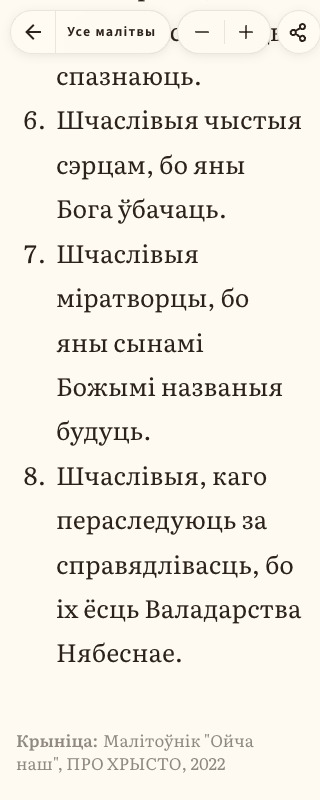 Усе малітвы
спазнаюць.
6. Шчаслівыя чыстыя
сэрцам, бо яны
Бога ўбачаць.
7. Шчаслівыя
міратворцы, бо
яны сынамі
Божымі названыя
будуць.
8. Шчаслівыя, каго
пераследуюць за
справядлівасць, бо
іх ёсць Валадарства
Нябеснае.
Крыніца: Малітоўнік "Ойча
наш", ПРО ХРЫСТО, 2022